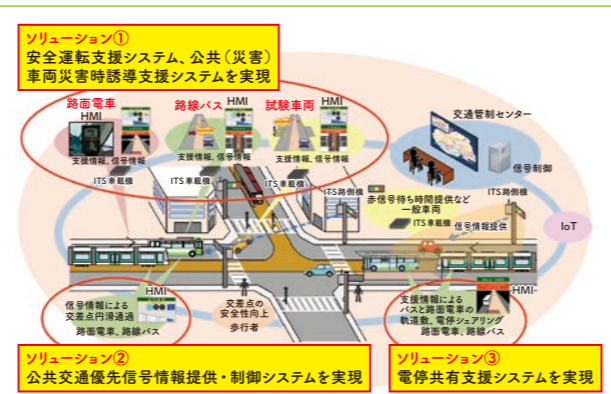 ソリューション①
安全運転支援システム、公共(災害)
車両災害時誘導支援システムを実現
路面電車
HMI
路線バス
HMI
試験車両
HMI
支援情報、信号情報
支援情報、信号情報
支援情報、信号情報
ITS車載機
ITS車載機
ITS車載機
交通管制センター
信号制御
ITS路側機
ITS路側機
赤信号待ち時間提供など
一般車両
ITS車載機
信号情報提供
IoT
HMI
信号情報による
交差点円滑通過
路面電車、路線バス
交差点の
安全性向上
歩行者
HMI
支援情報による
バスと路面電車の
軌道敷、電停シェアリング
路面電車、路線バス
ソリューション②
公共交通優先信号情報提供・制御システムを実現
ソリューション③
電停共有支援システムを実現